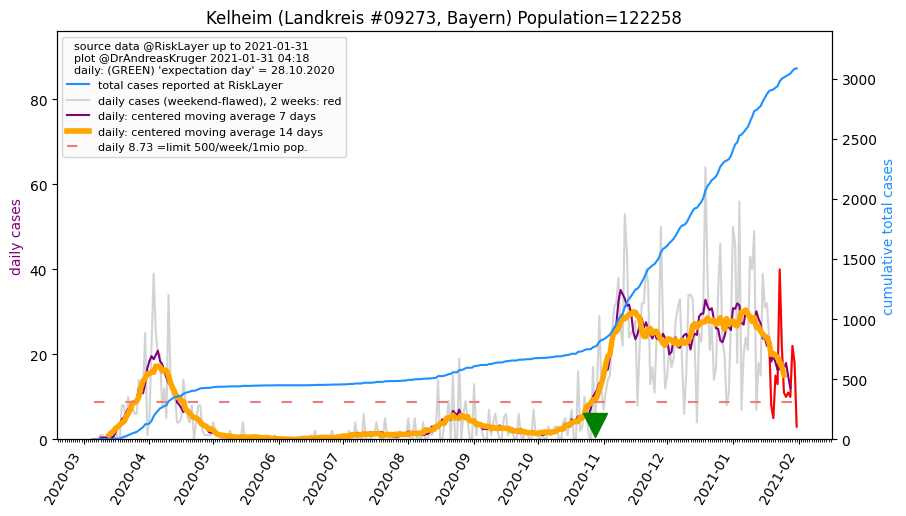 Kelheim (Landkreis #09273, Bayern) Population=122258
source data @RiskLayer up to 2021-01-31
plot @DrAndreasKruger 2021-01-31 04:18
daily: (GREEN) 'expectation day' = 28.10.2020
total cases reported at RiskLayer
daily cases (weekend-flawed), 2 weeks: red
daily: centered moving average 7 days
daily: centered moving average 14 days
daily 8.73 =limit 500/week/1mio pop.
daily cases
80
60
40
20
0
cumulative total cases
3000
2500
2000
1500
1000
500
0
2020-03
2020-04
2020-05
2020-06
2020-07
2020-08
2020-09
2020-10
2020-11
2020-12
2021-01
2021-02